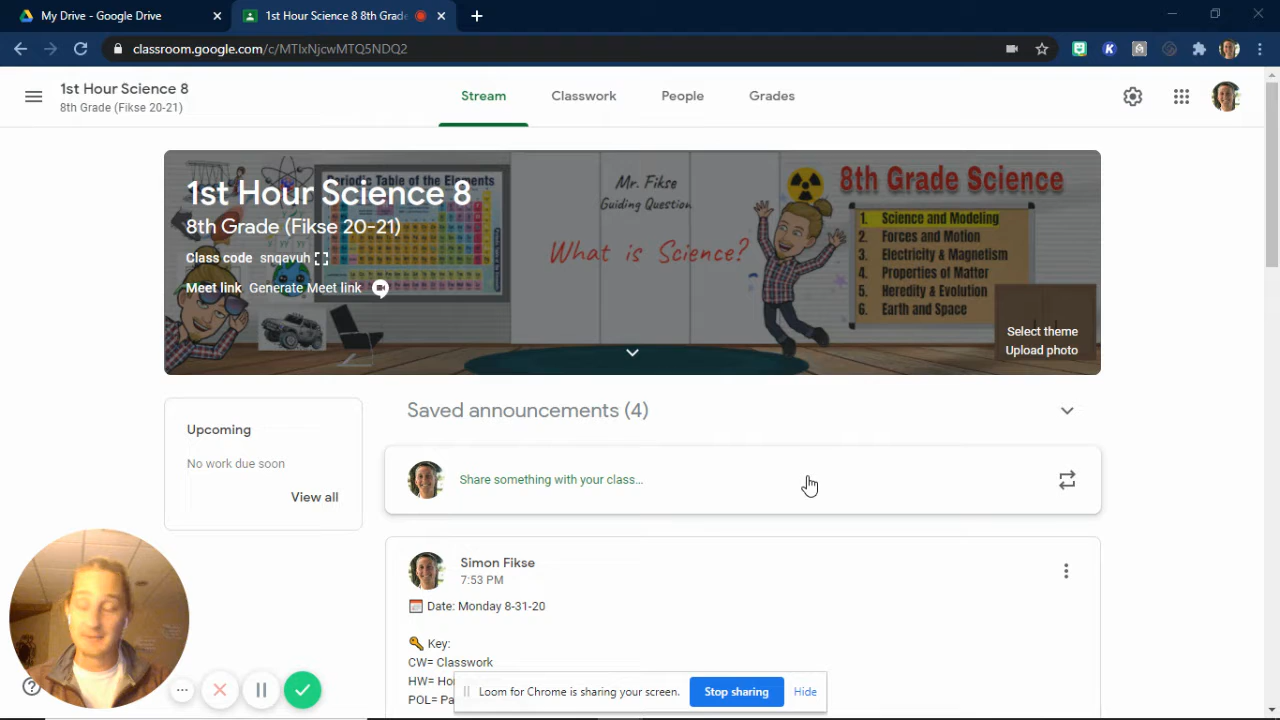 My Drive - Google Drive
1st Hour Science 8 8th Grade
classroom.google.com/c/MTIxNjcwMTQ5NDQ2
1st Hour Science 8
8th Grade (Fikse 20-21)
Stream
Classwork
People
Grades
Periodic Table of the Elements
1st Hour Science 8
8th Grade (Fikse 20-21)
Class code snqavuh
Meet link Generate Meet link
Mr. Fikse
Guiding Question
What is Science?
8th Grade Science
1. Science and Modeling
2. Forces and Motion
3. Electricity & Magnetism
4. Properties of Matter
5. Heredity & Evolution
6. Earth and Space
Select theme
Upload photo
Upcoming
No work due soon
View all
Saved announcements (4)
Share something with your class...
Simon Fikse
7:53 PM
Date: Monday 8-31-20
Key:
CW= Classwork
HW=
POL=
Loom for Chrome is sharing your screen.
Stop sharing
Hide